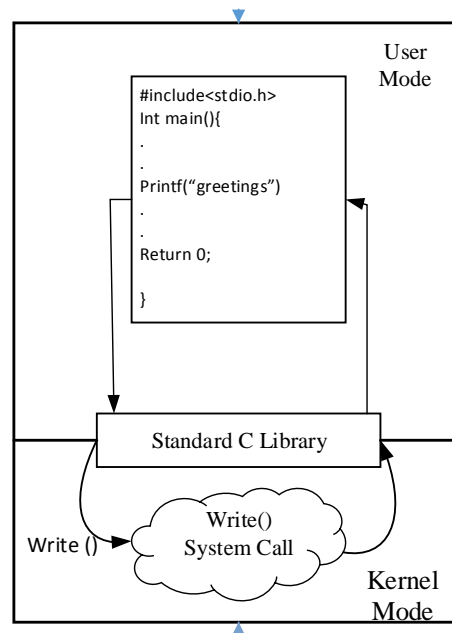 User
Mode
#include<stdio.h>
Int main(){
.
.
Printf(“greetings”)
.
.
Return 0;
}
Standard C Library
Write ()
Write()
System Call
Kernel
Mode